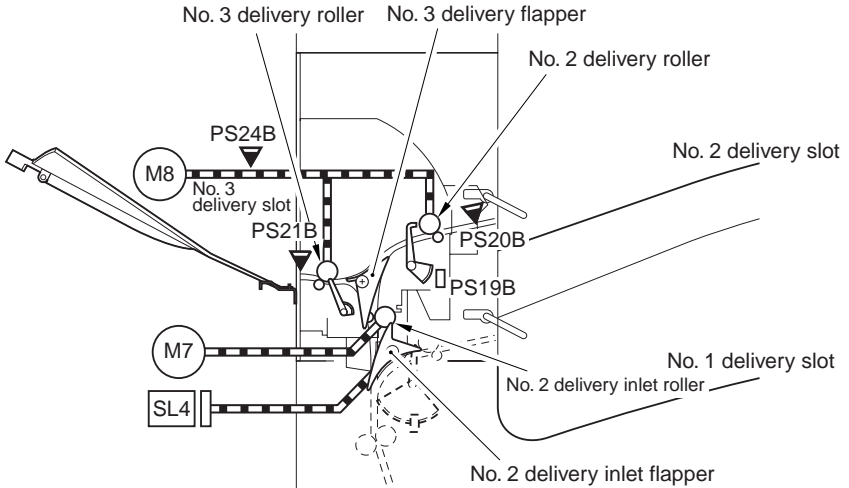 No. 3 delivery roller
No. 3 delivery flapper
No. 2 delivery roller
PS24B
M8
No. 3
delivery slot
No. 2 delivery slot
PS21B
PS20B
PS19B
M7
No. 1 delivery slot
No. 2 delivery inlet roller
SL4
No. 2 delivery inlet flapper